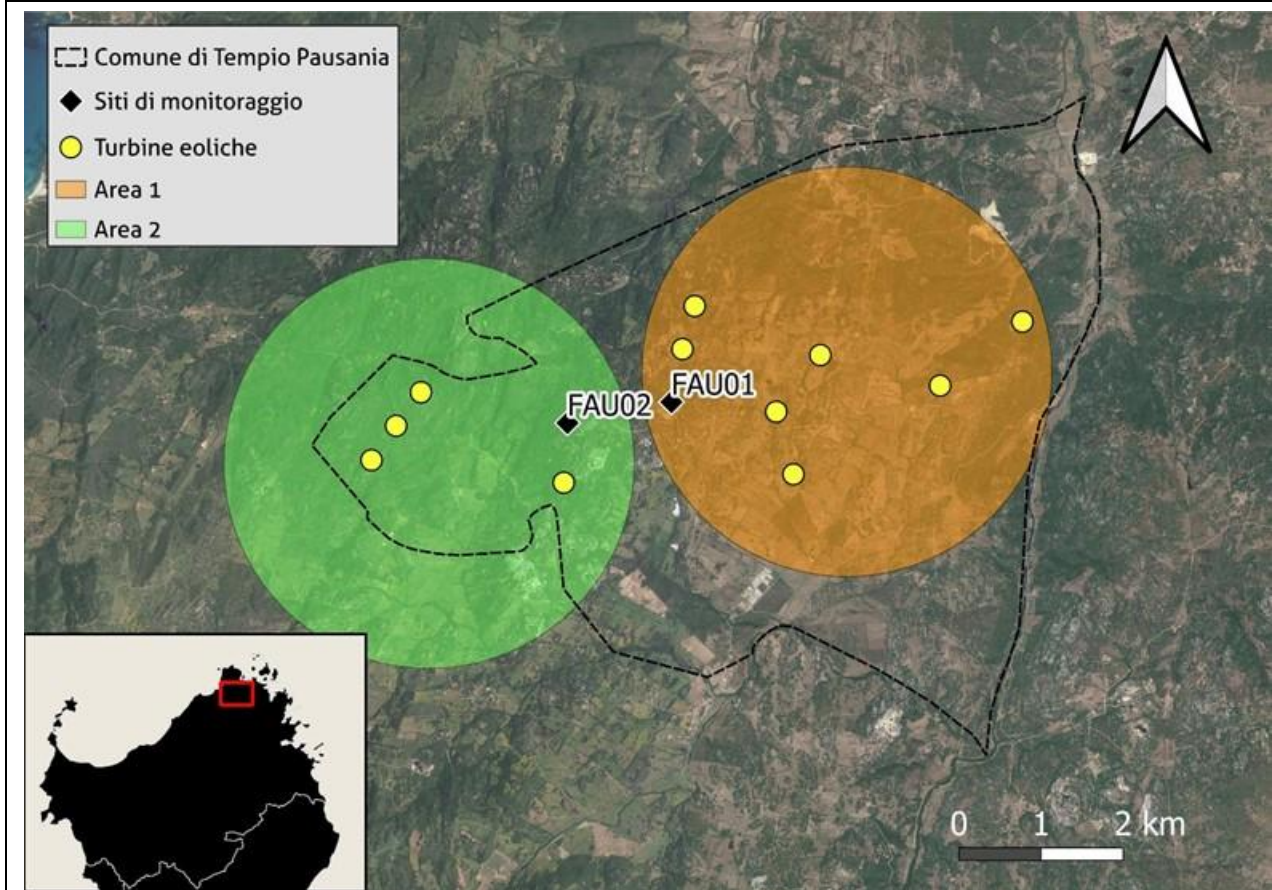 Comune di Tempio Pausania
Siti di monitoraggio
Turbine eoliche
Area 1
Area 2
FAU01
FAU02
0 1 2 km